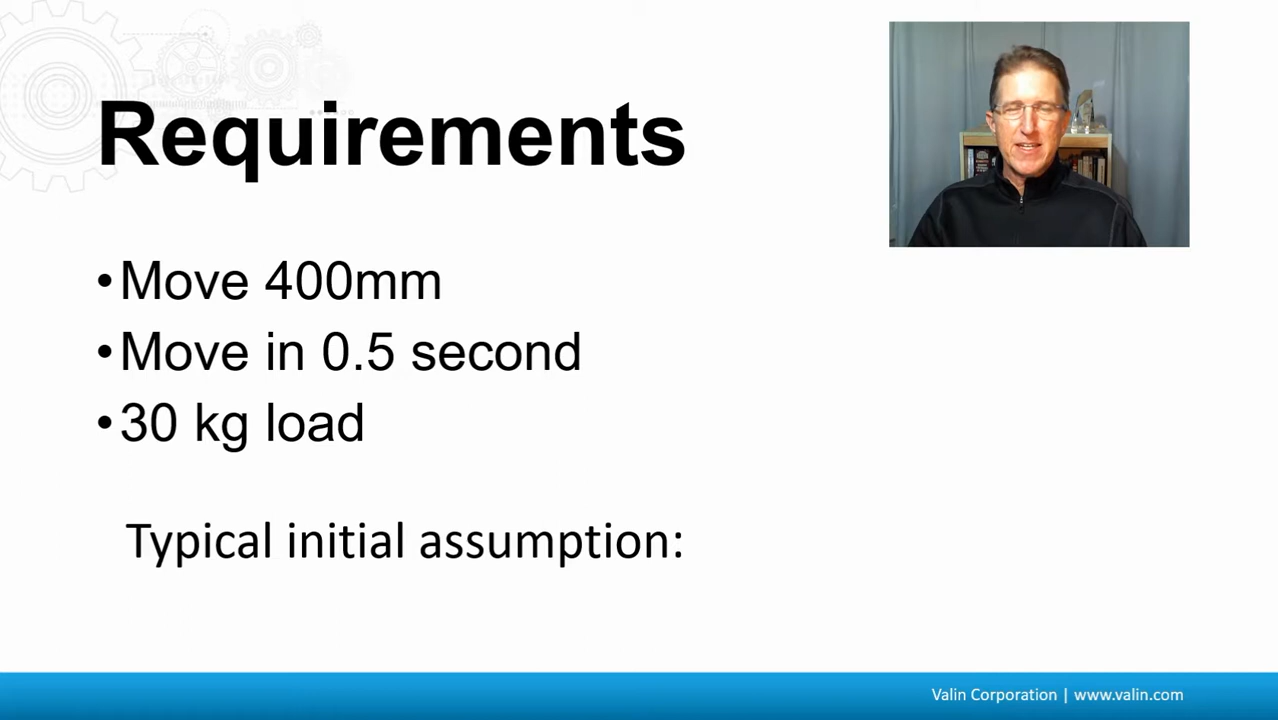 Requirements
•Move 400mm
•Move in 0.5 second
•30 kg load
Typical initial assumption:
Valin Corporation | www.valin.com